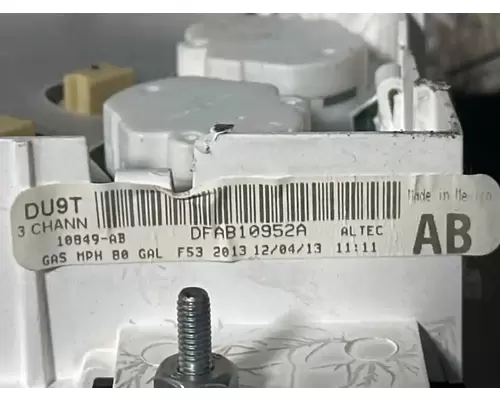 DU9T Made in Mexico
3 CHANN
10849-AB DFAB10952A ALTEC AB
GAS MPH 80 GAL F53 2013 12/04/13 11:11